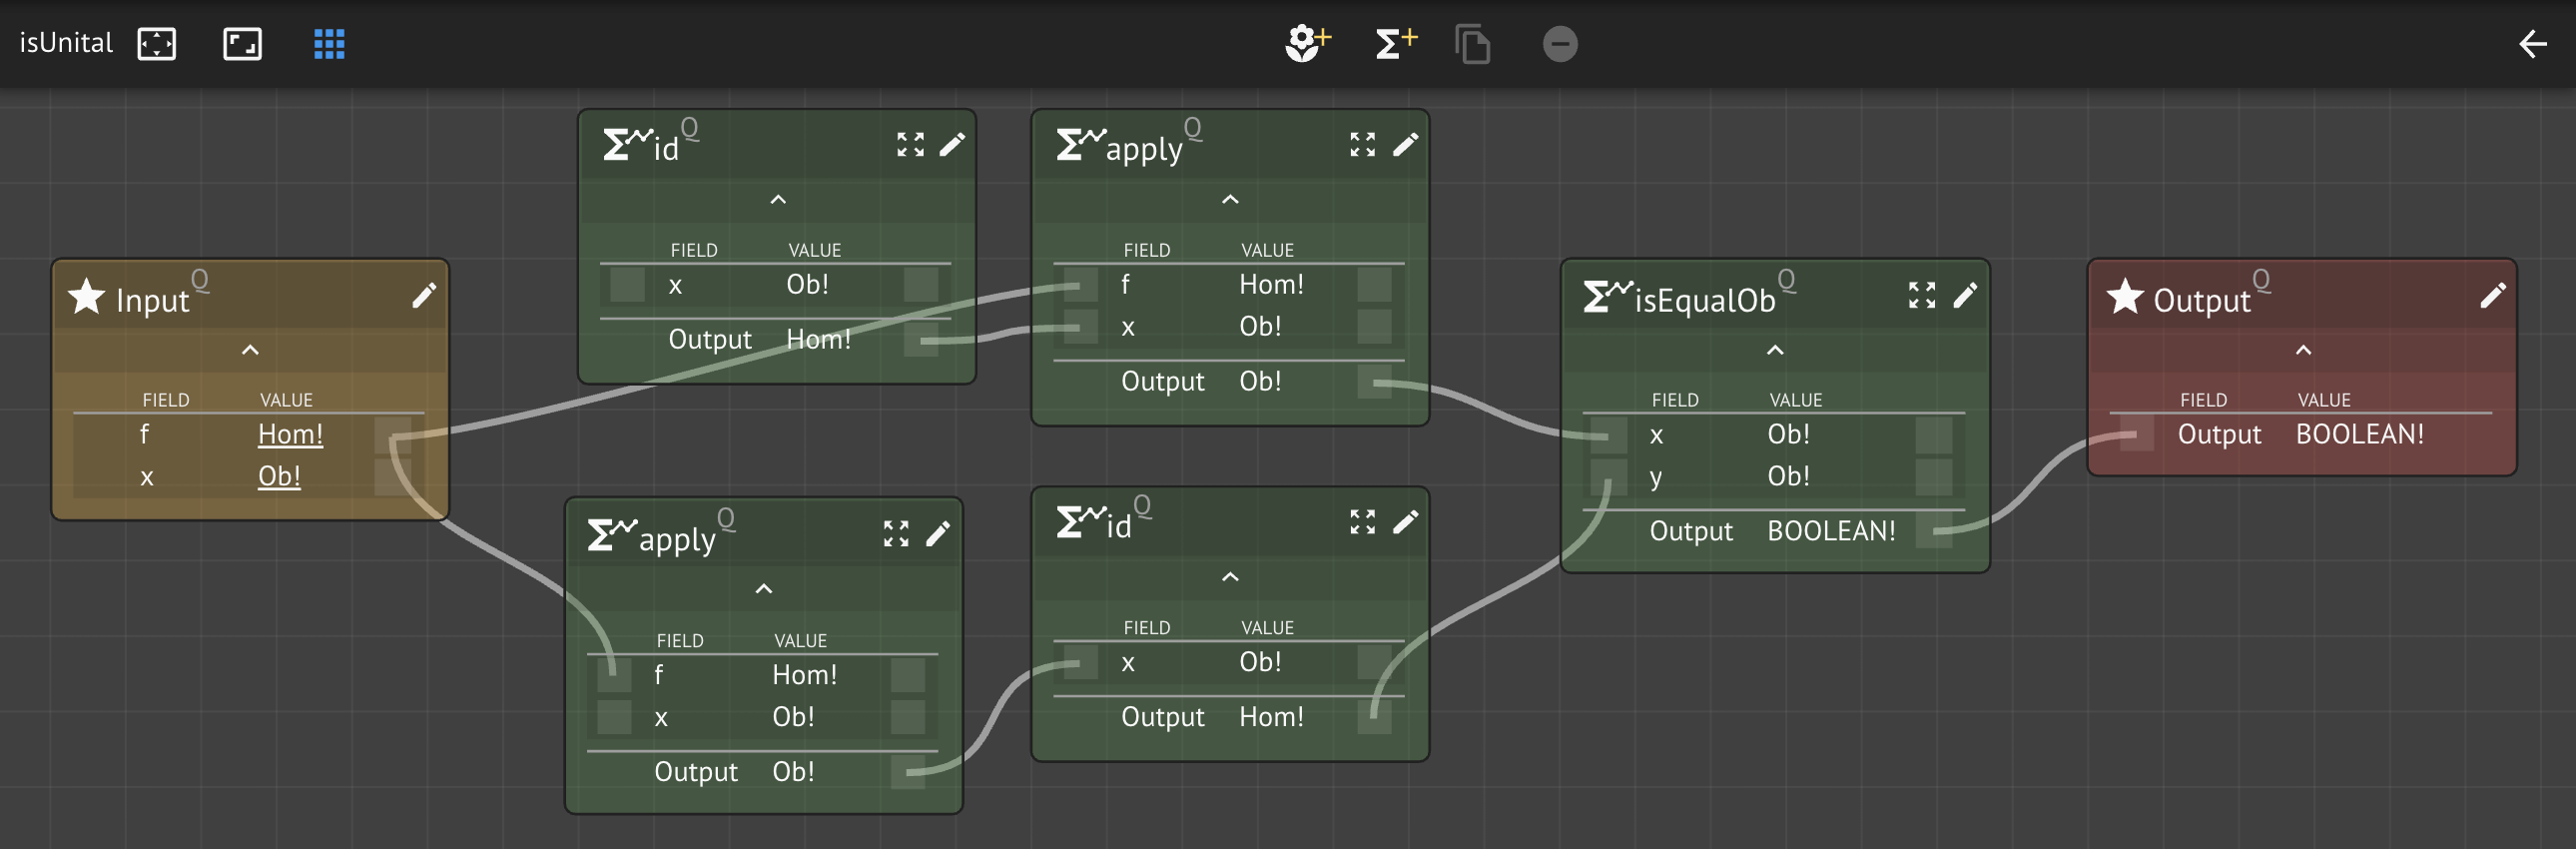 isUnital
Input Q
FIELD VALUE
f Hom!
x Ob!
id Q
FIELD VALUE
x Ob!
Output Hom!
apply Q
FIELD VALUE
f Hom!
x Ob!
Output Ob!
apply Q
FIELD VALUE
f Hom!
x Ob!
Output Ob!
id Q
FIELD VALUE
x Ob!
Output Hom!
isEqualOb Q
FIELD VALUE
x Ob!
y Ob!
Output BOOLEAN!
Output Q
FIELD VALUE
Output BOOLEAN!